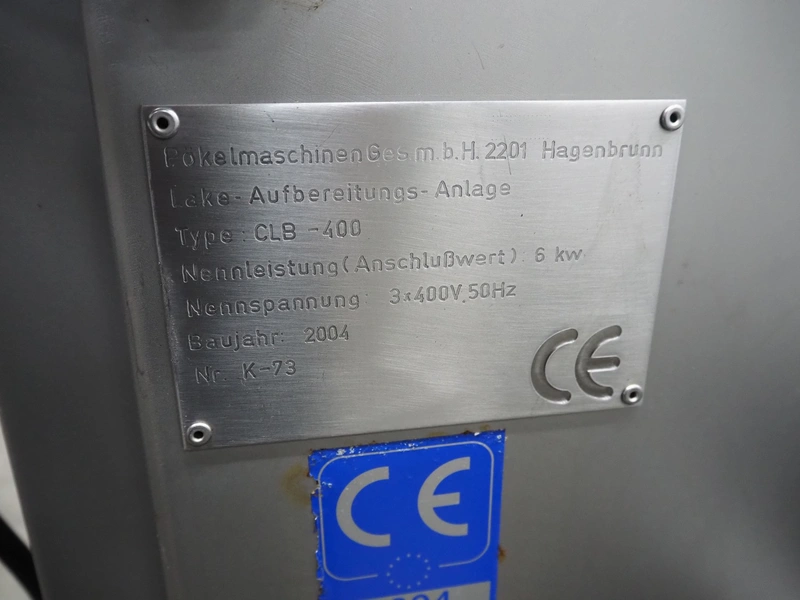 PökelmaschinenGes.m.b.H. 2201 Hagenbrunn
Lake-Aufbereitungs-Anlage
Type: CLB -400
Nennleistung(Anschlußwert): 6 kw
Nennspannung: 3x400V,50Hz
Baujahr: 2004
Nr. K-73
CE
CE